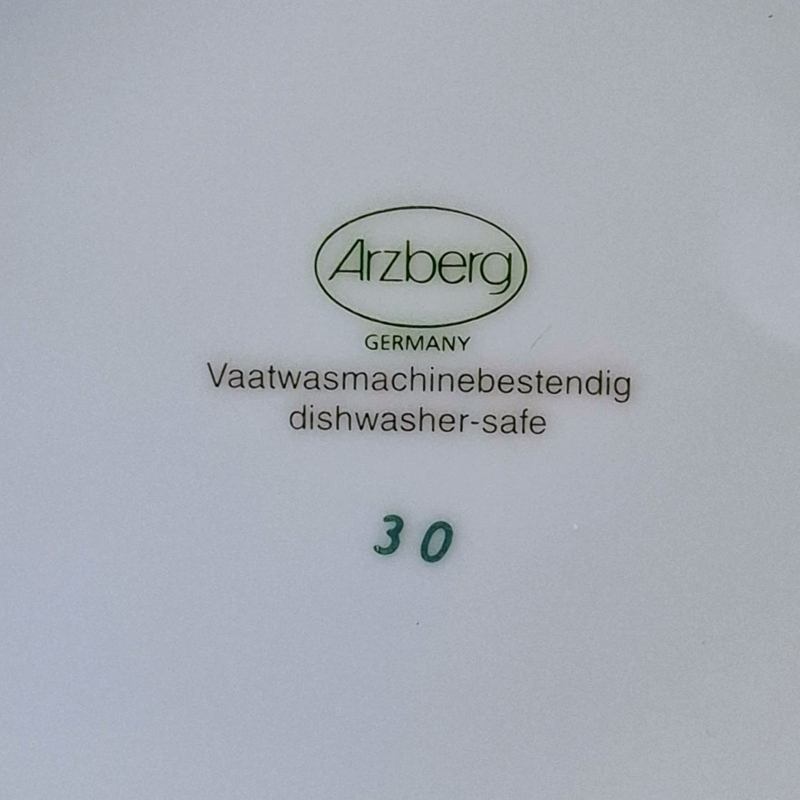 Arzberg
GERMANY
Vaatwasmachinebestendig
dishwasher-safe
30